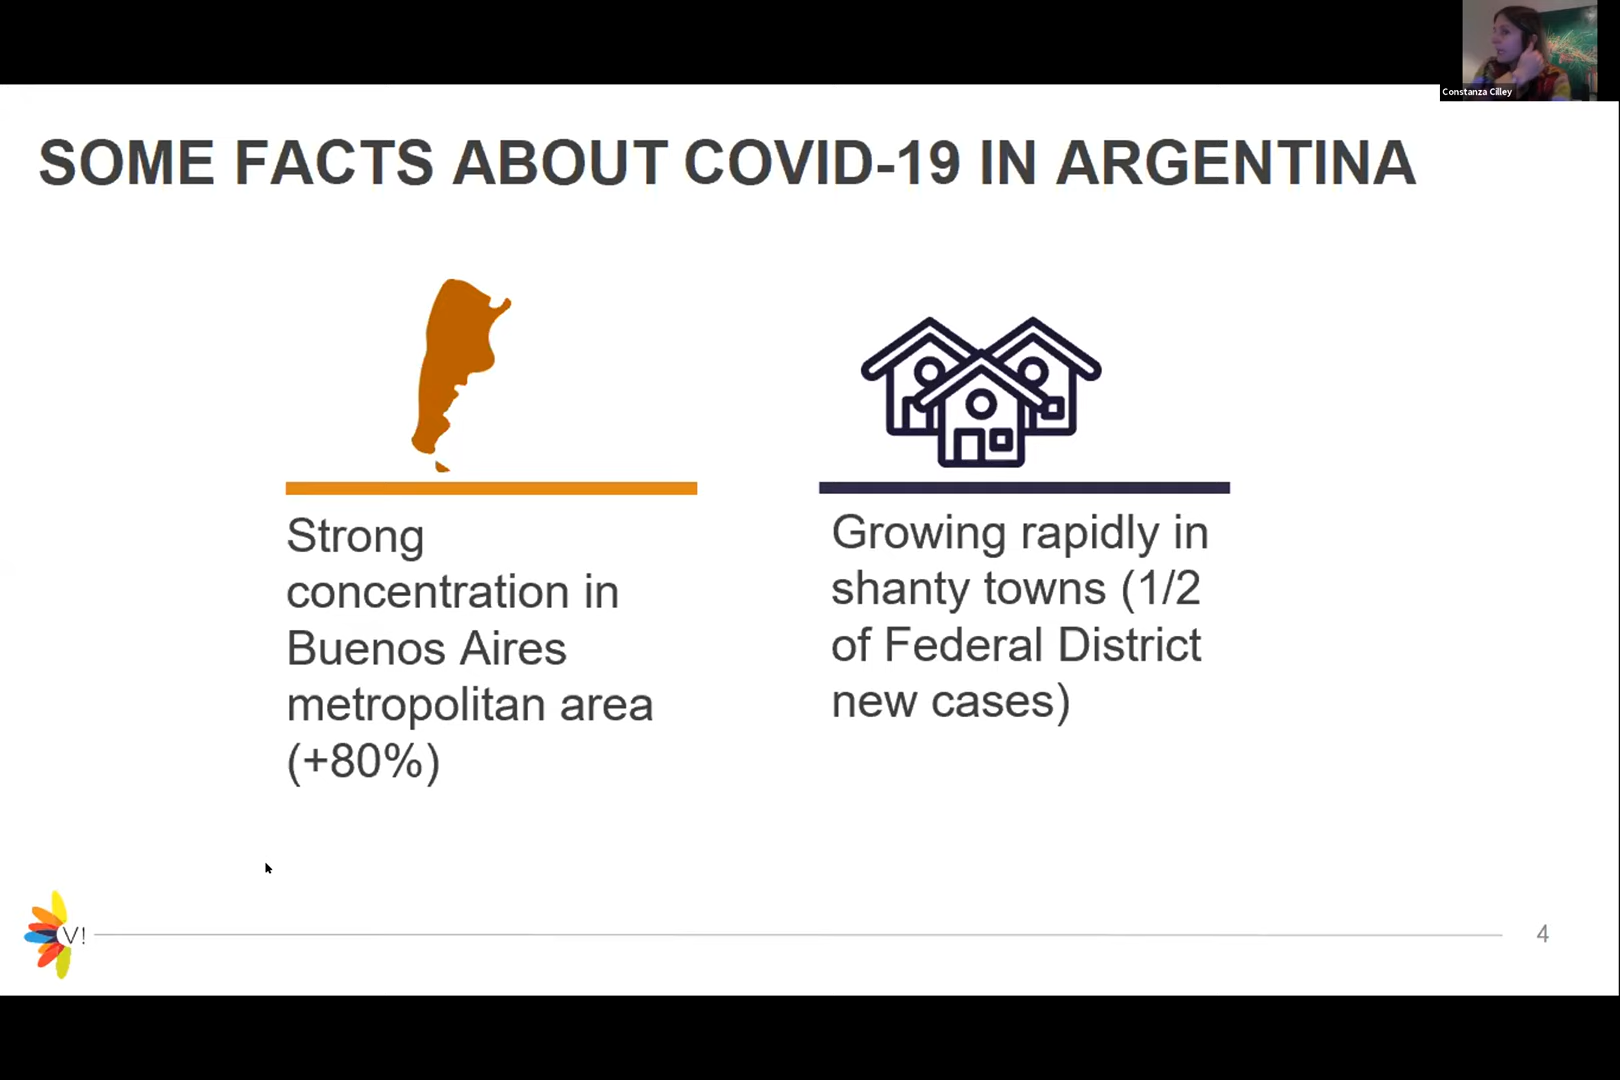 Constanza Cilley
SOME FACTS ABOUT COVID-19 IN ARGENTINA
Strong
concentration in
Buenos Aires
metropolitan area
(+80%)
Growing rapidly in
shanty towns (1/2
of Federal District
new cases)
V!
4